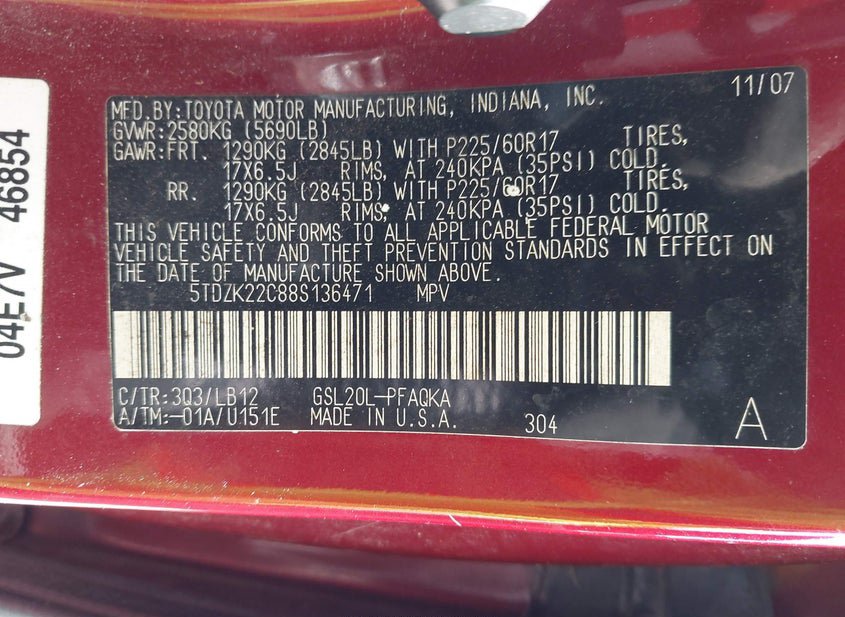 MFD.BY:TOYOTA MOTOR MANUFACTURING, INDIANA, INC. 11/07
GVWR:2580KG (5690LB)
GAWR:FRT. 1290KG (2845LB) WITH P225/60R17 TIRES,
17X6.5J RIMS, AT 240KPA (35PSI) COLD.
RR. 1290KG (2845LB) WITH P225/60R17 TIRES,
17X6.5J RIMS, AT 240KPA (35PSI) COLD.
THIS VEHICLE CONFORMS TO ALL APPLICABLE FEDERAL MOTOR
VEHICLE SAFETY AND THEFT PREVENTION STANDARDS IN EFFECT ON
THE DATE OF MANUFACTURE SHOWN ABOVE.
5TDZK22C88S136471 MPV
C/TR:3Q3/LB12 GSL20L-PFAQKA
A/TM:-01A/U151E MADE IN U.S.A. 304 A
04E7V 46854